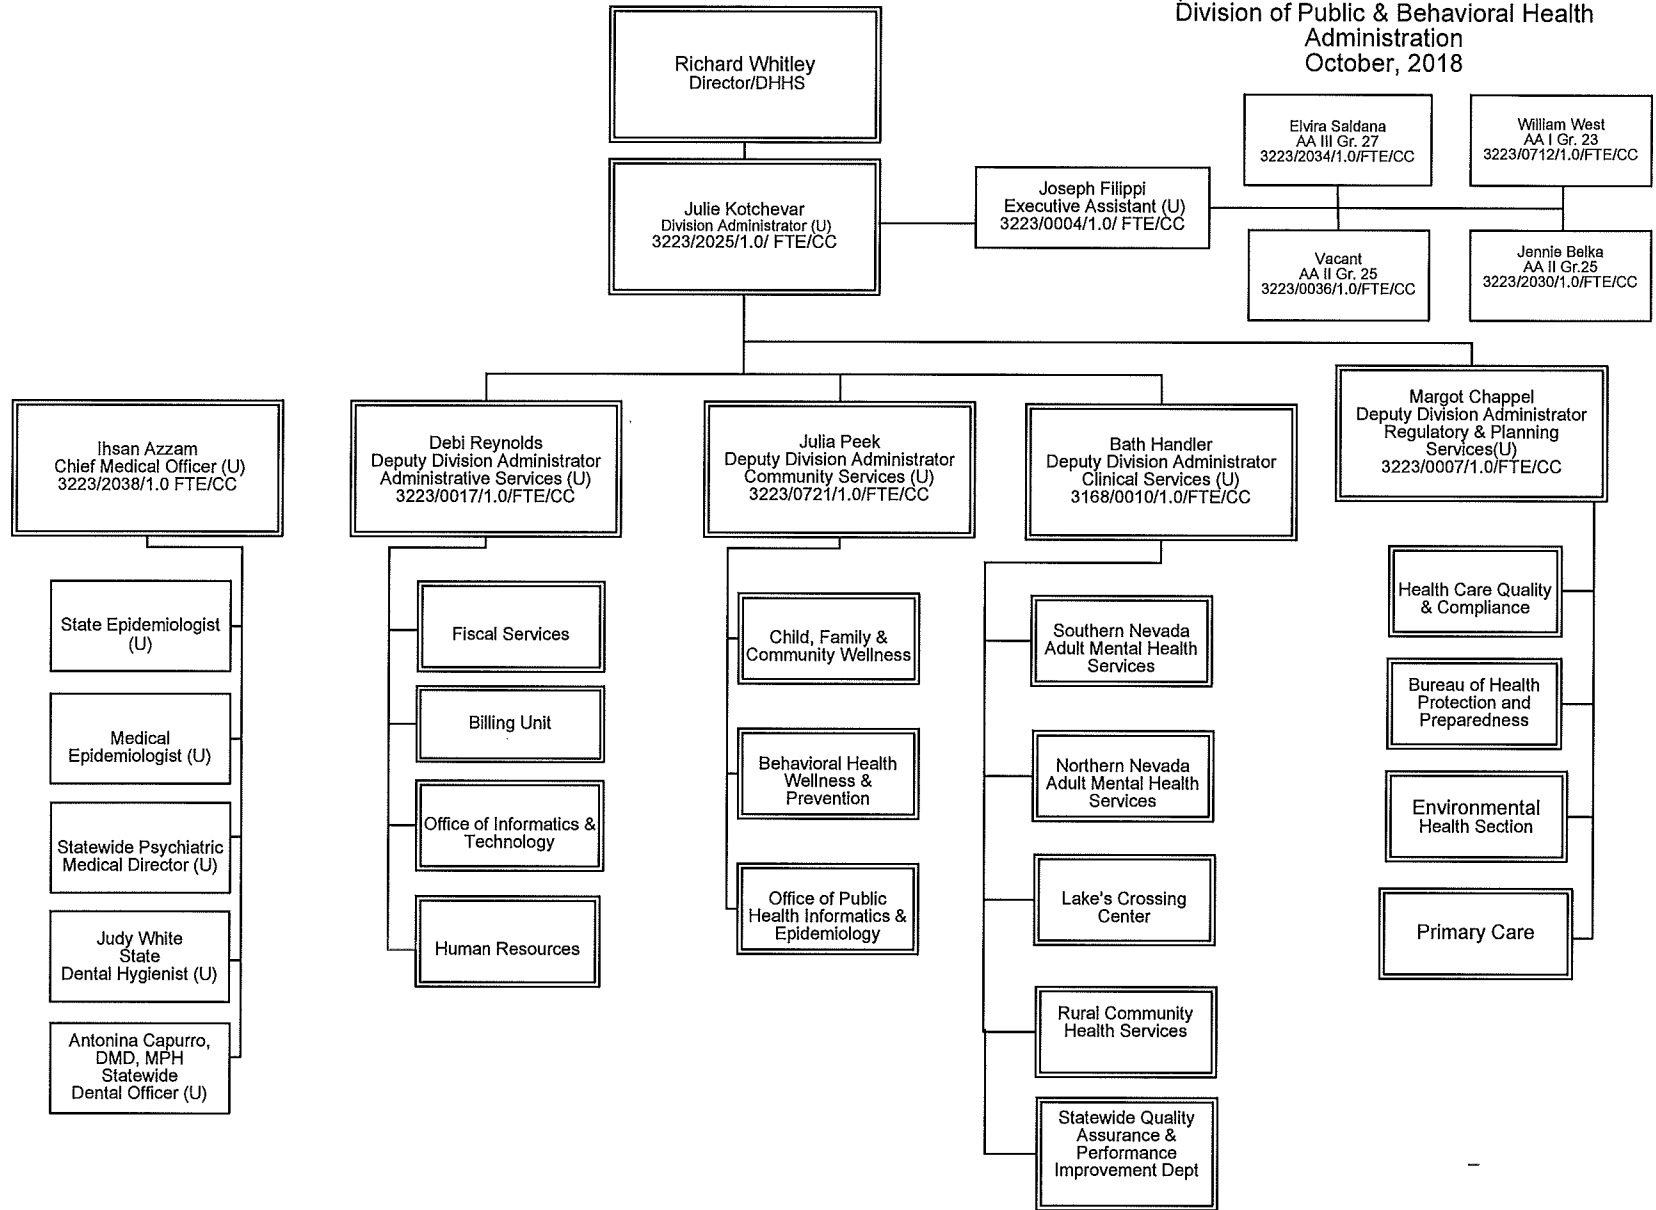 Division of Public & Behavioral Health
Administration
October, 2018
Richard Whitley
Director/DHHS
Julie Kotchevar
Division Administrator (U)
3223/2025/1.0/ FTE/CC
Joseph Filippi
Executive Assistant (U)
3223/0004/1.0/ FTE/CC
Elvira Saldana
AA III Gr. 27
3223/2034/1.0/FTE/CC
William West
AA I Gr. 23
3223/0712/1.0/FTE/CC
Vacant
AA II Gr. 25
3223/0036/1.0/FTE/CC
Jennie Belka
AA II Gr.25
3223/2030/1.0/FTE/CC
Ihsan Azzam
Chief Medical Officer (U)
3223/2038/1.0 FTE/CC
State Epidemiologist
(U)
Medical
Epidemiologist (U)
Statewide Psychiatric
Medical Director (U)
Judy White
State
Dental Hygienist (U)
Antonina Capurro,
DMD, MPH
Statewide
Dental Officer (U)
Debi Reynolds
Deputy Division Administrator
Administrative Services (U)
3223/0017/1.0/FTE/CC
Fiscal Services
Billing Unit
Office of Informatics &
Technology
Human Resources
Julia Peek
Deputy Division Administrator
Community Services (U)
3223/0721/1.0/FTE/CC
Child, Family &
Community Wellness
Behavioral Health
Wellness &
Prevention
Office of Public
Health Informatics &
Epidemiology
Bath Handler
Deputy Division Administrator
Clinical Services (U)
3168/0010/1.0/FTE/CC
Southern Nevada
Adult Mental Health
Services
Northern Nevada
Adult Mental Health
Services
Lake's Crossing
Center
Rural Community
Health Services
Statewide Quality
Assurance &
Performance
Improvement Dept
Margot Chappel
Deputy Division Administrator
Regulatory & Planning
Services(U)
3223/0007/1.0/FTE/CC
Health Care Quality
& Compliance
Bureau of Health
Protection and
Preparedness
Environmental
Health Section
Primary Care